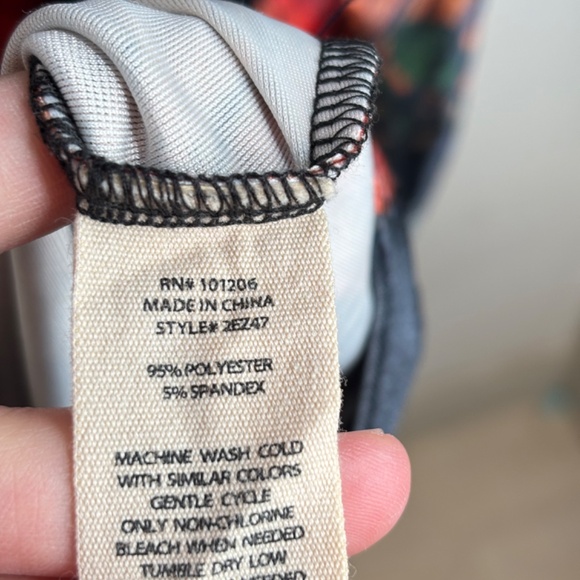 RN# 101206
MADE IN CHINA
STYLE# 2EZ47
95% POLYESTER
5% SPANDEX
MACHINE WASH COLD
WITH SIMILAR COLORS
GENTLE CYCLE
ONLY NON-CHLORINE
BLEACH WHEN NEEDED
TUMBLE DRY LOW
NEEDED